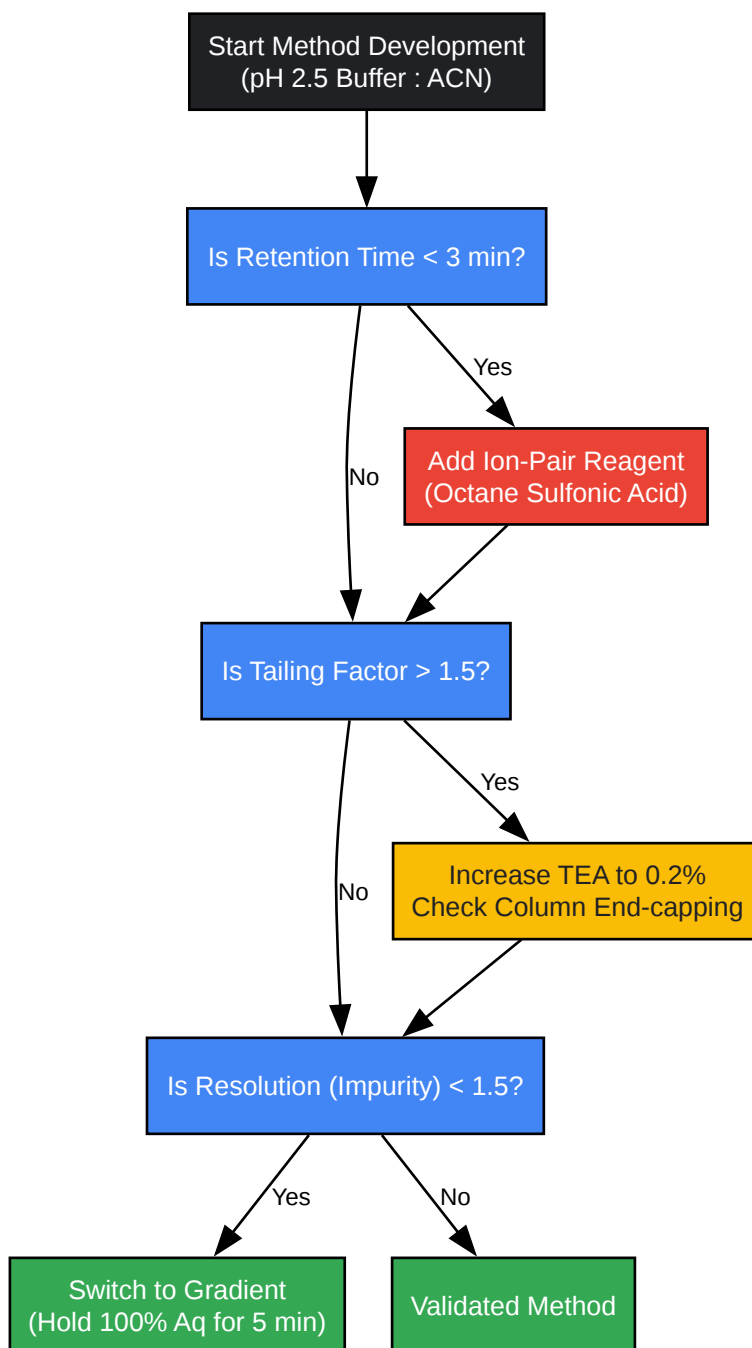 Start Method Development
(pH 2.5 Buffer : ACN)
Is Retention Time < 3 min?
Yes
Add Ion-Pair Reagent
(Octane Sulfonic Acid)
No
Is Tailing Factor > 1.5?
Yes
Increase TEA to 0.2%
Check Column End-capping
No
Is Resolution (Impurity) < 1.5?
Yes
No
Switch to Gradient
(Hold 100% Aq for 5 min)
Validated Method